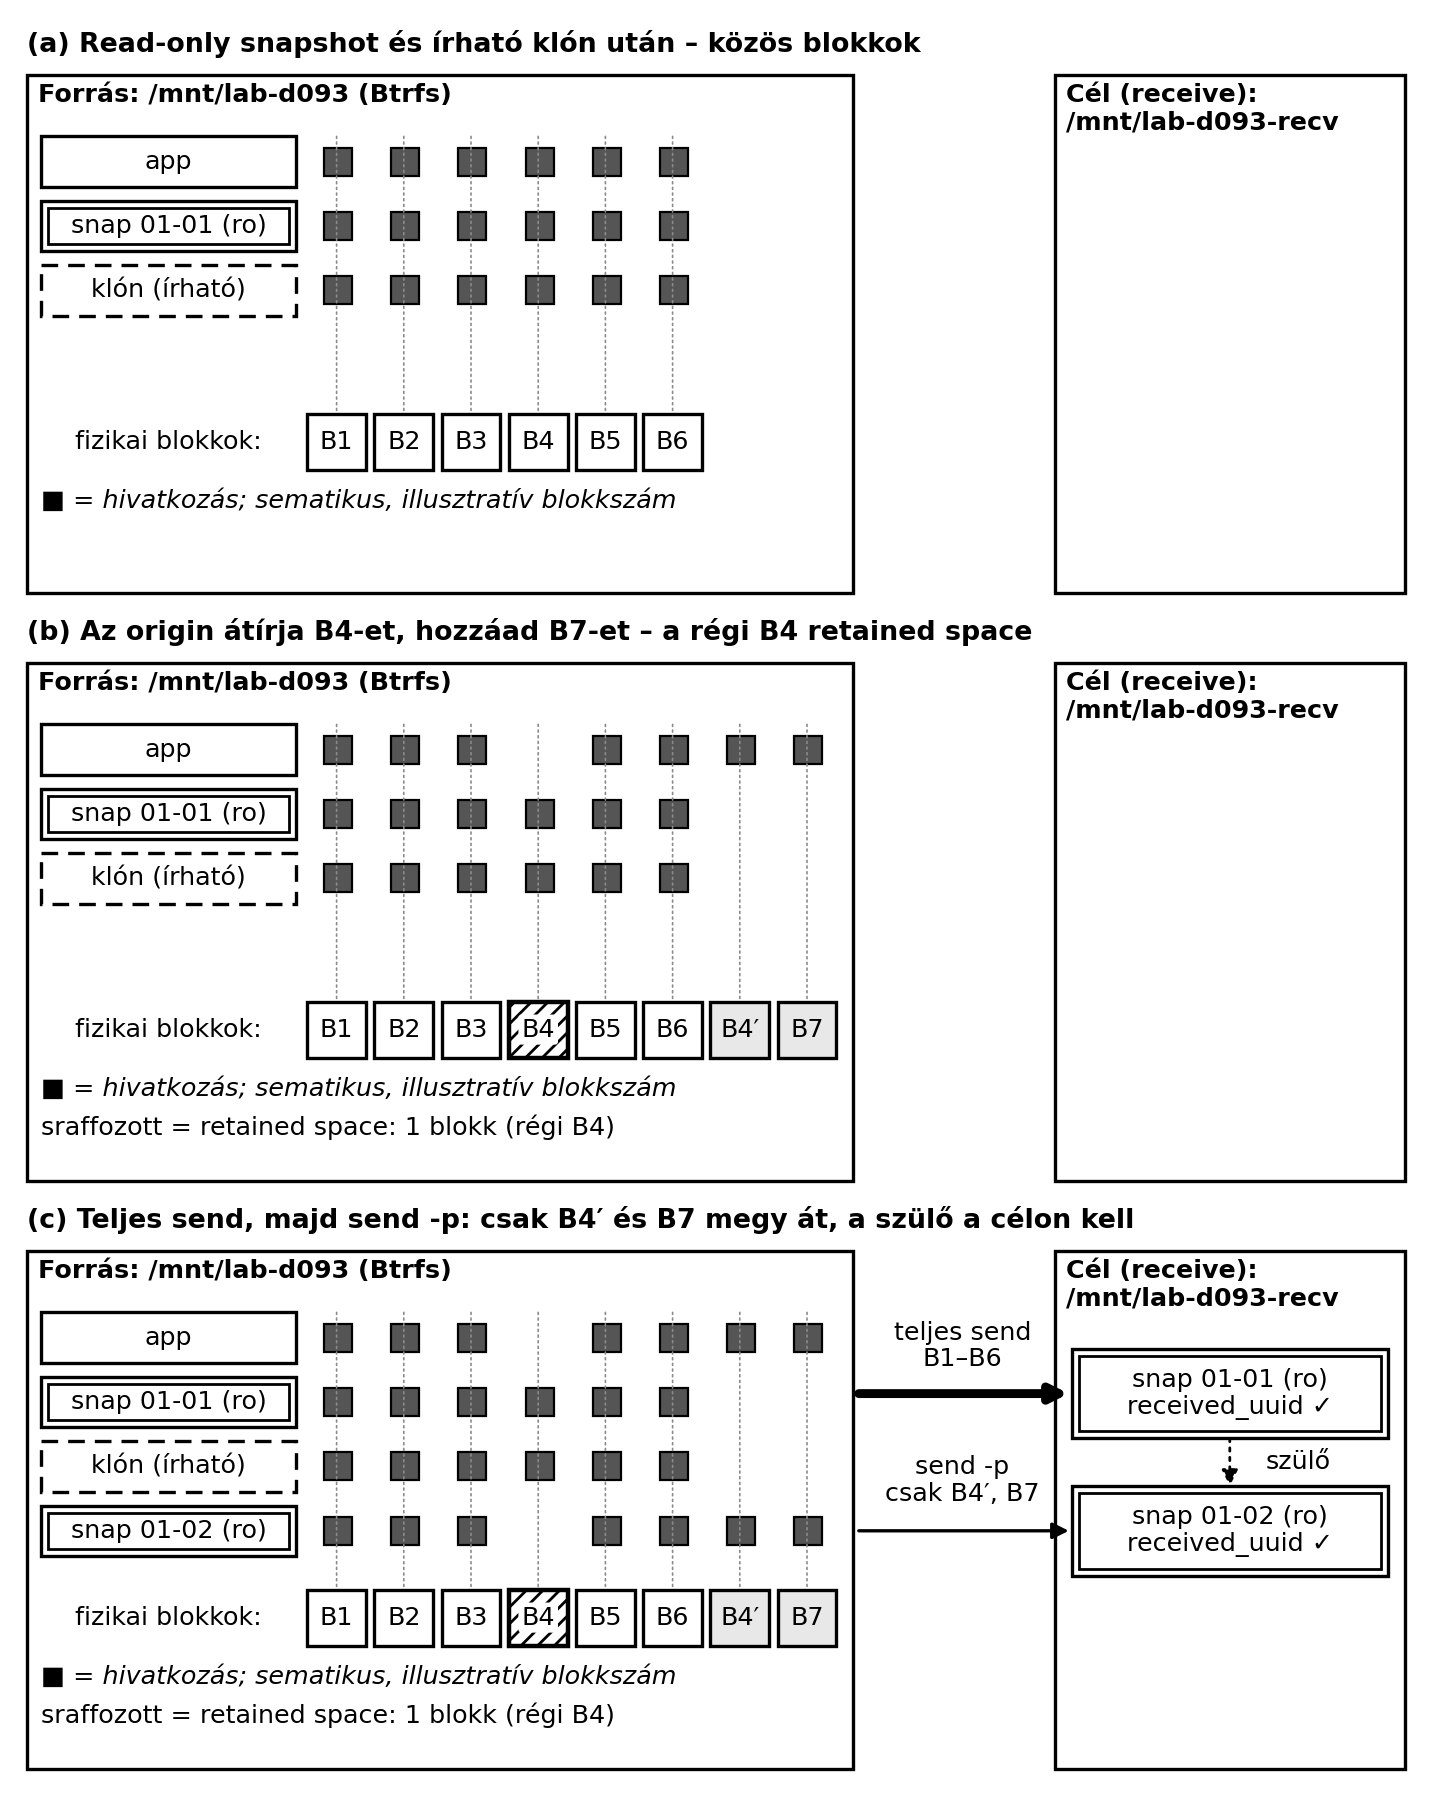 (a) Read-only snapshot és írható klón után – közös blokkok
Forrás: /mnt/lab-d093 (Btrfs)
Cél (receive):
/mnt/lab-d093-recv
app
snap 01-01 (ro)
klón (írható)
fizikai blokkok:
B1 B2 B3 B4 B5 B6
■ = hivatkozás; sematikus, illusztratív blokkszám
(b) Az origin átírja B4-et, hozzáad B7-et – a régi B4 retained space
Forrás: /mnt/lab-d093 (Btrfs)
Cél (receive):
/mnt/lab-d093-recv
app
snap 01-01 (ro)
klón (írható)
fizikai blokkok:
B1 B2 B3 B4 B5 B6 B4′ B7
■ = hivatkozás; sematikus, illusztratív blokkszám
sraffozott = retained space: 1 blokk (régi B4)
(c) Teljes send, majd send -p: csak B4′ és B7 megy át, a szülő a célon kell
Forrás: /mnt/lab-d093 (Btrfs)
Cél (receive):
/mnt/lab-d093-recv
app
snap 01-01 (ro)
klón (írható)
snap 01-02 (ro)
fizikai blokkok:
B1 B2 B3 B4 B5 B6 B4′ B7
■ = hivatkozás; sematikus, illusztratív blokkszám
sraffozott = retained space: 1 blokk (régi B4)
teljes send
B1–B6
send -p
csak B4′, B7
snap 01-01 (ro)
received_uuid ✓
szülő
snap 01-02 (ro)
received_uuid ✓